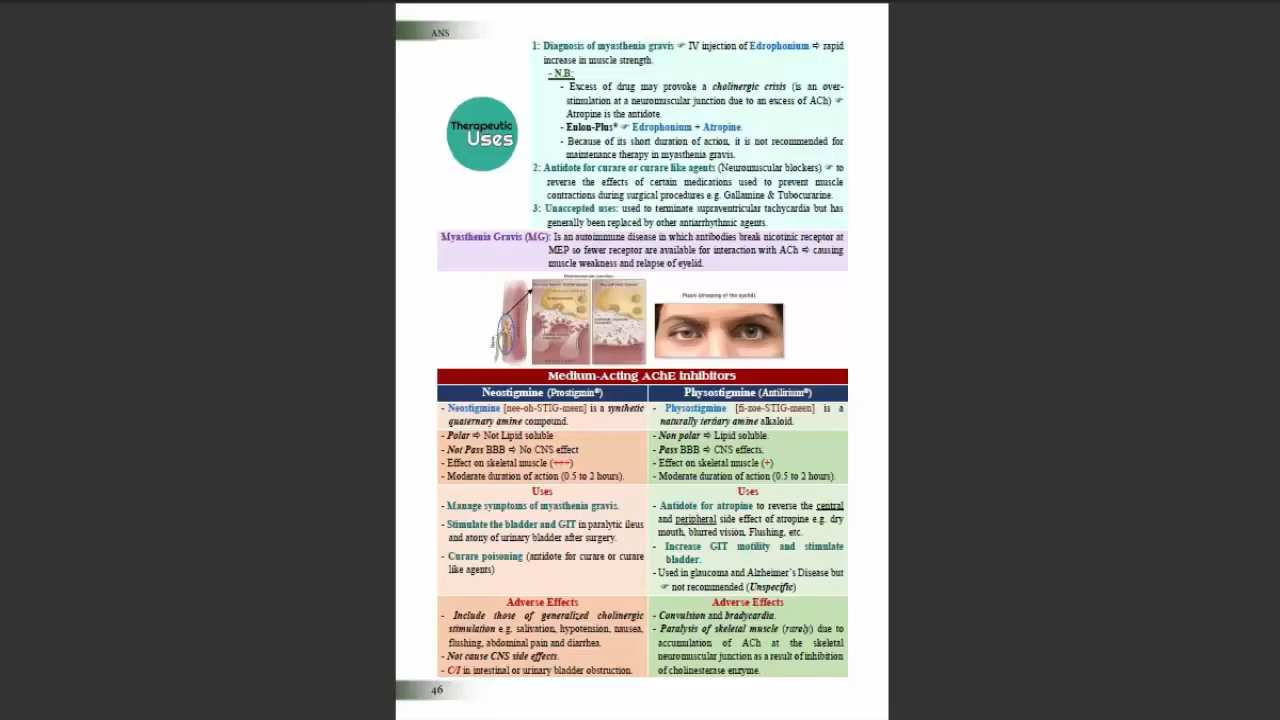 ANS
1: Diagnosis of myasthenia gravis ☞ IV injection of Edrophonium ⇨ rapid
increase in muscle strength.
- N.B:
- Excess of drug may provoke a cholinergic crisis (is an over-
stimulation at a neuromuscular junction due to an excess of ACh) ☞
Atropine is the antidote.
- Enlon-Plus® ☞ Edrophonium + Atropine.
- Because of its short duration of action, it is not recommended for
maintenance therapy in myasthenia gravis.
Therapeutic
Uses
2: Antidote for curare or curare like agents (Neuromuscular blockers) ☞ to
reverse the effects of certain medications used to prevent muscle
contractions during surgical procedures e.g. Gallamine & Tubocurarine.
3: Unaccepted uses: used to terminate supraventricular tachycardia but has
generally been replaced by other antiarrhythmic agents.
Myasthenia Gravis (MG): Is an autoimmune disease in which antibodies break nicotinic receptor at
MEP so fewer receptor are available for interaction with ACh ⇨ causing
muscle weakness and relapse of eyelid.
Neuromuscular junction
Ptosis (drooping of the eyelid)
Medium-Acting AChE inhibitors
Neostigmine (Prostigmin®)
- Neostigmine [nee-oh-STIG-meen] is a synthetic
quaternary amine compound.
- Polar ⇨ Not Lipid soluble
- Not Pass BBB ⇨ No CNS effect
- Effect on skeletal muscle (+++)
- Moderate duration of action (0.5 to 2 hours).
Uses
- Manage symptoms of myasthenia gravis.
- Stimulate the bladder and GIT in paralytic ileus
and atony of urinary bladder after surgery.
- Curare poisoning (antidote for curare or curare
like agents)
Adverse Effects
- Include those of generalized cholinergic
stimulation e.g. salivation, hypotension, nausea,
flushing, abdominal pain and diarrhea.
- Not cause CNS side effects.
- C/I in intestinal or urinary bladder obstruction.
Physostigmine (Antilirium®)
- Physostigmine [fi-zoe-STIG-meen] is a
naturally tertiary amine alkaloid.
- Non polar ⇨ Lipid soluble.
- Pass BBB ⇨ CNS effects.
- Effect on skeletal muscle (+)
- Moderate duration of action (0.5 to 2 hours).
Uses
- Antidote for atropine to reverse the central
and peripheral side effect of atropine e.g. dry
mouth, blurred vision, Flushing, etc.
- Increase GIT motility and stimulate
bladder.
- Used in glaucoma and Alzheimer's Disease but
☞ not recommended (Unspecific)
Adverse Effects
- Convulsion and bradycardia.
- Paralysis of skeletal muscle (rarely) due to
accumulation of ACh at the skeletal
neuromuscular junction as a result of inhibition
of cholinesterase enzyme.
46